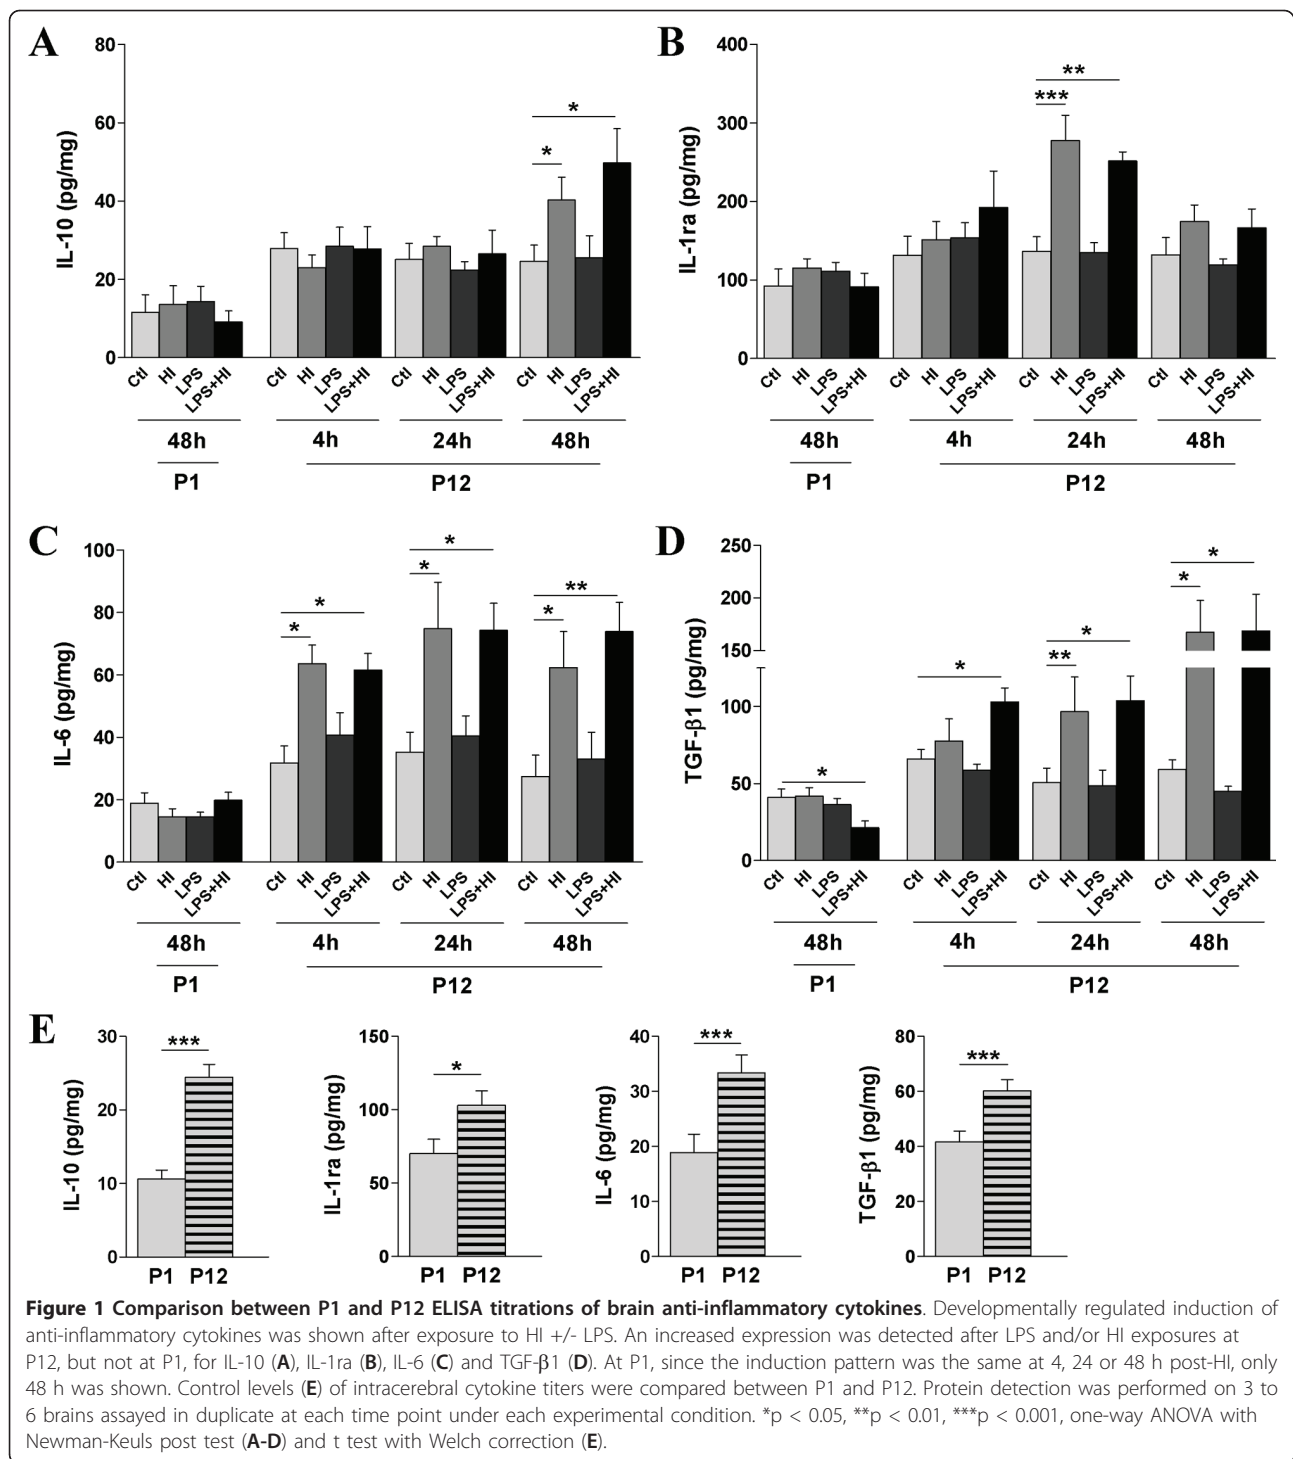 A
80
60
40
20
0
IL-10 (pg/mg)
*
*
Ctl HI LPS LPS+HI Ctl HI LPS LPS+HI Ctl HI LPS LPS+HI Ctl HI LPS LPS+HI
48h 4h 24h 48h
P1 P12
B
400
300
200
100
0
IL-1ra (pg/mg)
**
***
Ctl HI LPS LPS+HI Ctl HI LPS LPS+HI Ctl HI LPS LPS+HI Ctl HI LPS LPS+HI
48h 4h 24h 48h
P1 P12
C
100
80
60
40
20
0
IL-6 (pg/mg)
* * **
* * *
Ctl HI LPS LPS+HI Ctl HI LPS LPS+HI Ctl HI LPS LPS+HI Ctl HI LPS LPS+HI
48h 4h 24h 48h
P1 P12
D
250
200
150
100
50
0
TGF-β1 (pg/mg)
* * * *
** *
Ctl HI LPS LPS+HI Ctl HI LPS LPS+HI Ctl HI LPS LPS+HI Ctl HI LPS LPS+HI
48h 4h 24h 48h
P1 P12
E
30
20
10
0
IL-10 (pg/mg)
***
P1 P12
150
100
50
0
IL-1ra (pg/mg)
*
P1 P12
40
30
20
10
0
IL-6 (pg/mg)
***
P1 P12
80
60
40
20
0
TGF-β1 (pg/mg)
***
P1 P12
Figure 1 Comparison between P1 and P12 ELISA titrations of brain anti-inflammatory cytokines. Developmentally regulated induction of
anti-inflammatory cytokines was shown after exposure to HI +/- LPS. An increased expression was detected after LPS and/or HI exposures at
P12, but not at P1, for IL-10 (A), IL-1ra (B), IL-6 (C) and TGF-β1 (D). At P1, since the induction pattern was the same at 4, 24 or 48 h post-HI, only
48 h was shown. Control levels (E) of intracerebral cytokine titers were compared between P1 and P12. Protein detection was performed on 3 to
6 brains assayed in duplicate at each time point under each experimental condition. *p < 0.05, **p < 0.01, ***p < 0.001, one-way ANOVA with
Newman-Keuls post test (A-D) and t test with Welch correction (E).